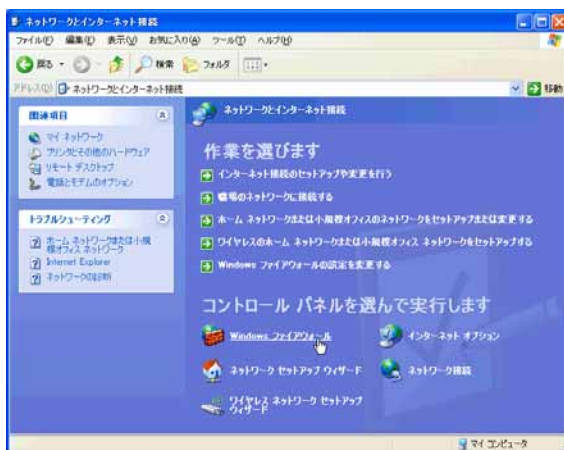 ネットワークとインターネット接続
ファイル(F) 編集(E) 表示(V) お気に入り(A) ツール(T) ヘルプ(H)
戻る 検索 フォルダ
アドレス(D) ネットワークとインターネット接続 移動
関連項目
マイ ネットワーク
プリンタとその他のハードウェア
リモート デスクトップ
電話とモデムのオプション
トラブルシューティング
ホーム ネットワークまたは小規
模オフィス ネットワーク
Internet Explorer
ネットワークの診断
ネットワークとインターネット接続
作業を選びます
インターネット接続のセットアップや変更を行う
職場のネットワークに接続する
ホーム ネットワークまたは小規模オフィスのネットワークをセットアップまたは変更する
ワイヤレスのホーム ネットワークまたは小規模オフィス ネットワークをセットアップする
Windows ファイアウォールの設定を変更する
コントロール パネルを選んで実行します
Windows ファイアウォール インターネット オプション
ネットワーク セットアップ ウィザード ネットワーク接続
ワイヤレス ネットワーク セットアップ
ウィザード
マイ コンピュータ